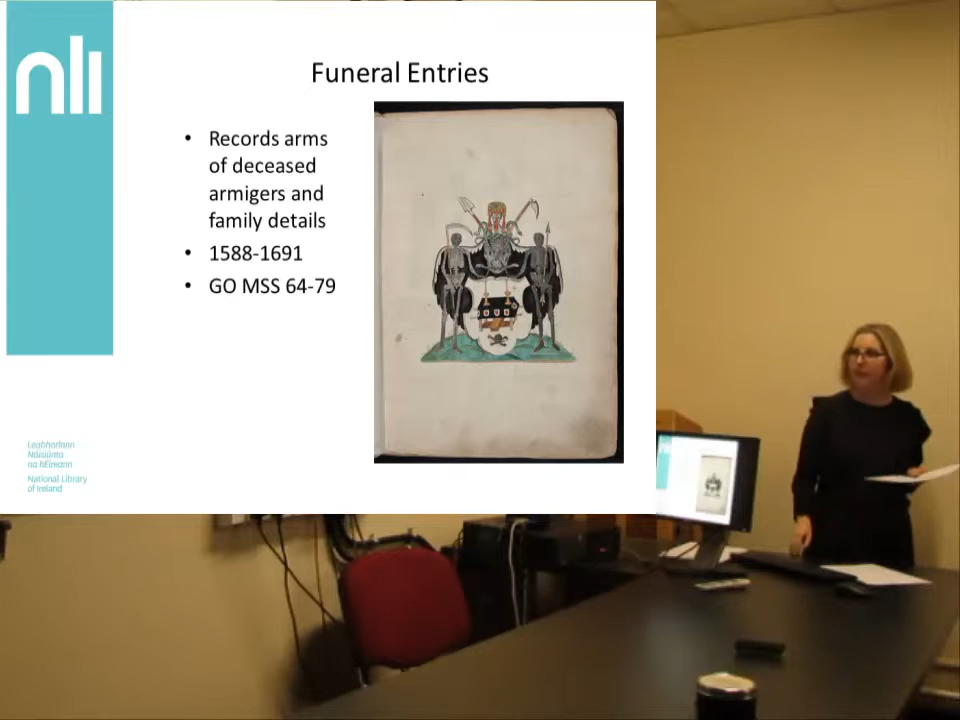 nli
Funeral Entries
• Records arms
of deceased
armigers and
family details
• 1588-1691
• GO MSS 64-79
Leabharlann
Náisiúnta
na hÉireann
National Library
of Ireland